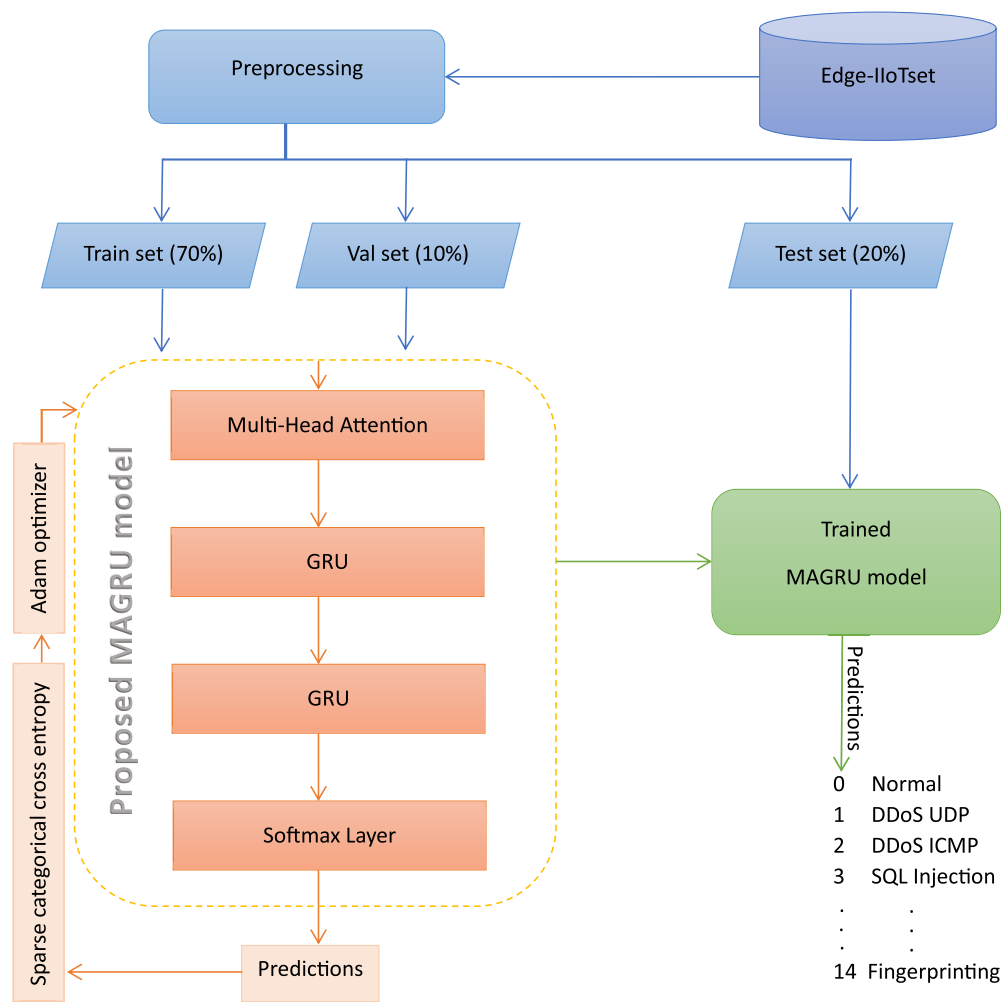 Preprocessing
Edge-IIoTset
Train set (70%)
Val set (10%)
Test set (20%)
Proposed MAGRU model
Multi-Head Attention
GRU
GRU
Softmax Layer
Predictions
Sparse categorical cross entropy
Adam optimizer
Trained
MAGRU model
Predictions
0 Normal
1 DDoS UDP
2 DDoS ICMP
3 SQL Injection
. .
. .
. .
14 Fingerprinting